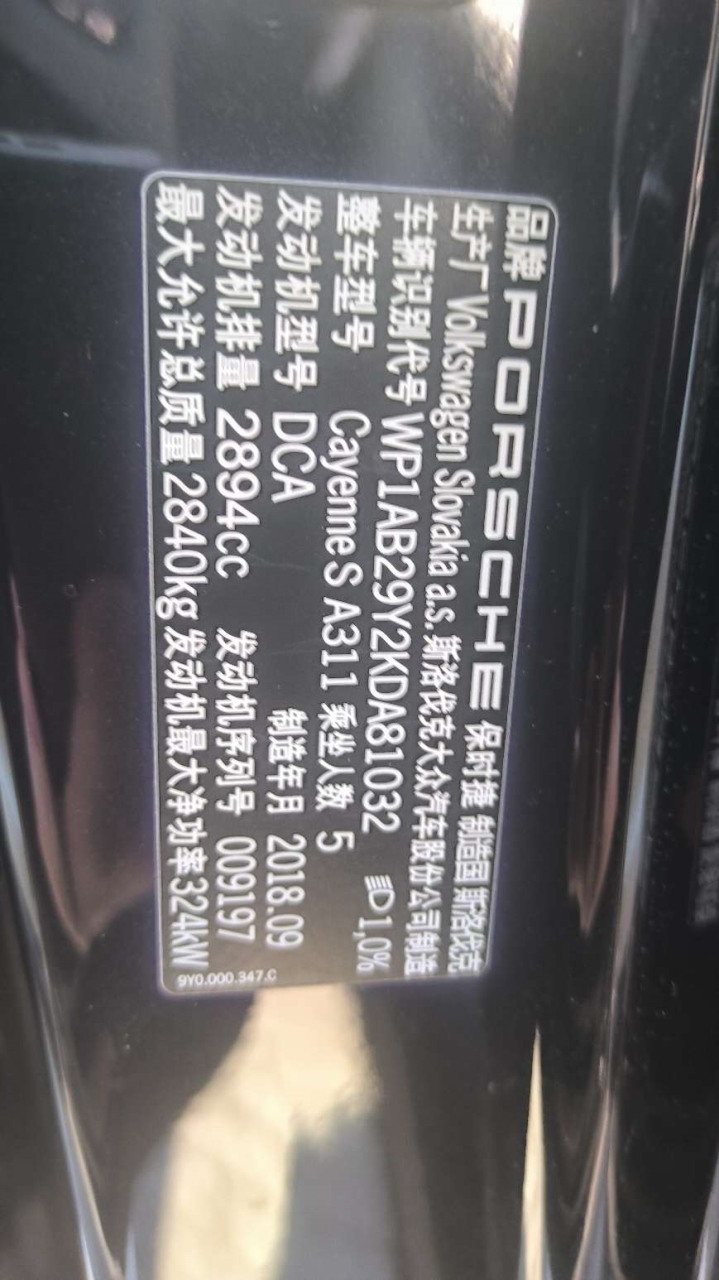 品牌 PORSCHE 保时捷 制造国 斯洛伐克
生产厂 Volkswagen Slovakia a.s. 斯洛伐克大众汽车股份公司制造
车辆识别代号 WP1AB29Y2KDA81032
整车型号 Cayenne S A311 乘坐人数 5 1,0%
发动机型号 DCA 制造年月 2018.09
发动机排量 2894cc 发动机序列号 009197
最大允许总质量 2840kg 发动机最大净功率 324kW
9Y0.000.347.C